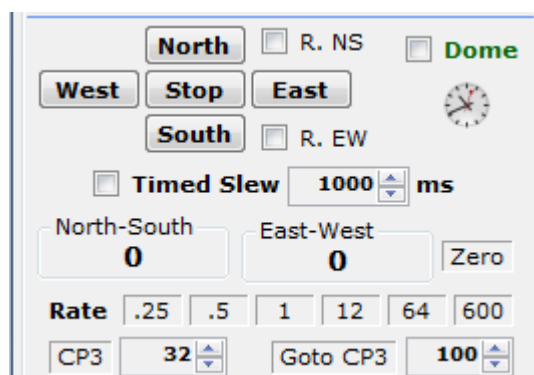 North R. NS Dome
West Stop East
South R. EW
Timed Slew 1000 ms
North-South East-West
0 0 Zero
Rate .25 .5 1 12 64 600
CP3 32 Goto CP3 100